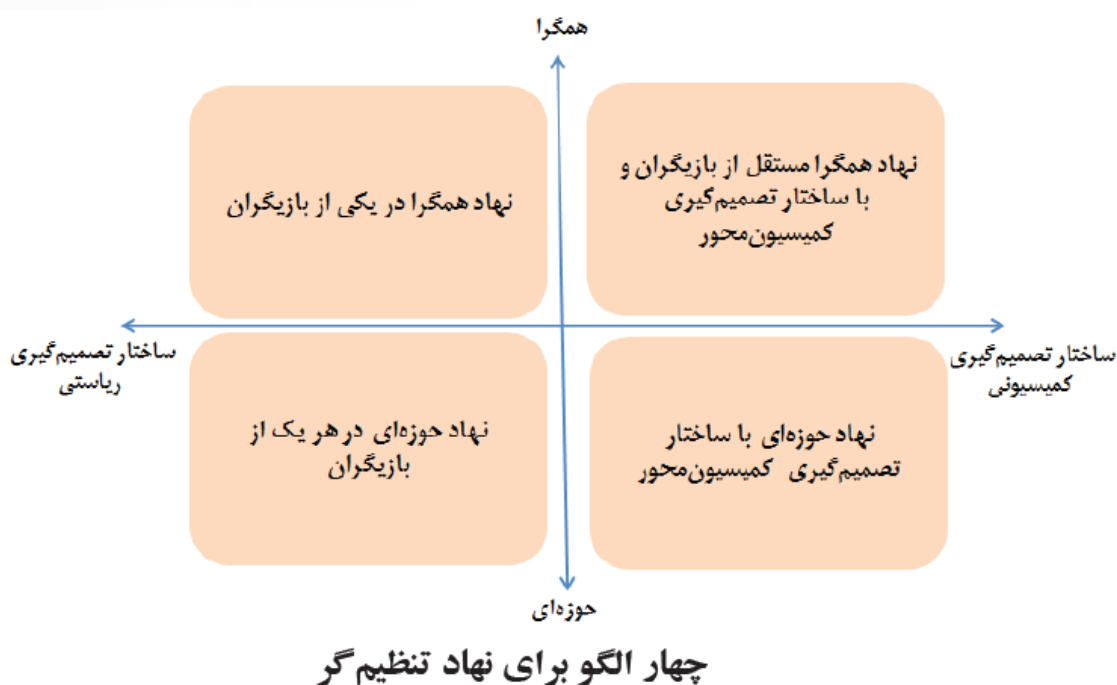 همگرا
نهاد همگرا مستقل از بازیگران و
با ساختار تصمیم‌گیری
کمیسیون‌محور
نهاد همگرا در یکی از بازیگران
ساختار تصمیم‌گیری
کمیسیونی
ساختار تصمیم‌گیری
ریاستی
نهاد حوزه‌ای با ساختار
تصمیم‌گیری کمیسیون‌محور
نهاد حوزه‌ای در هر یک از
بازیگران
حوزه‌ای
چهار الگو برای نهاد تنظیم‌گر